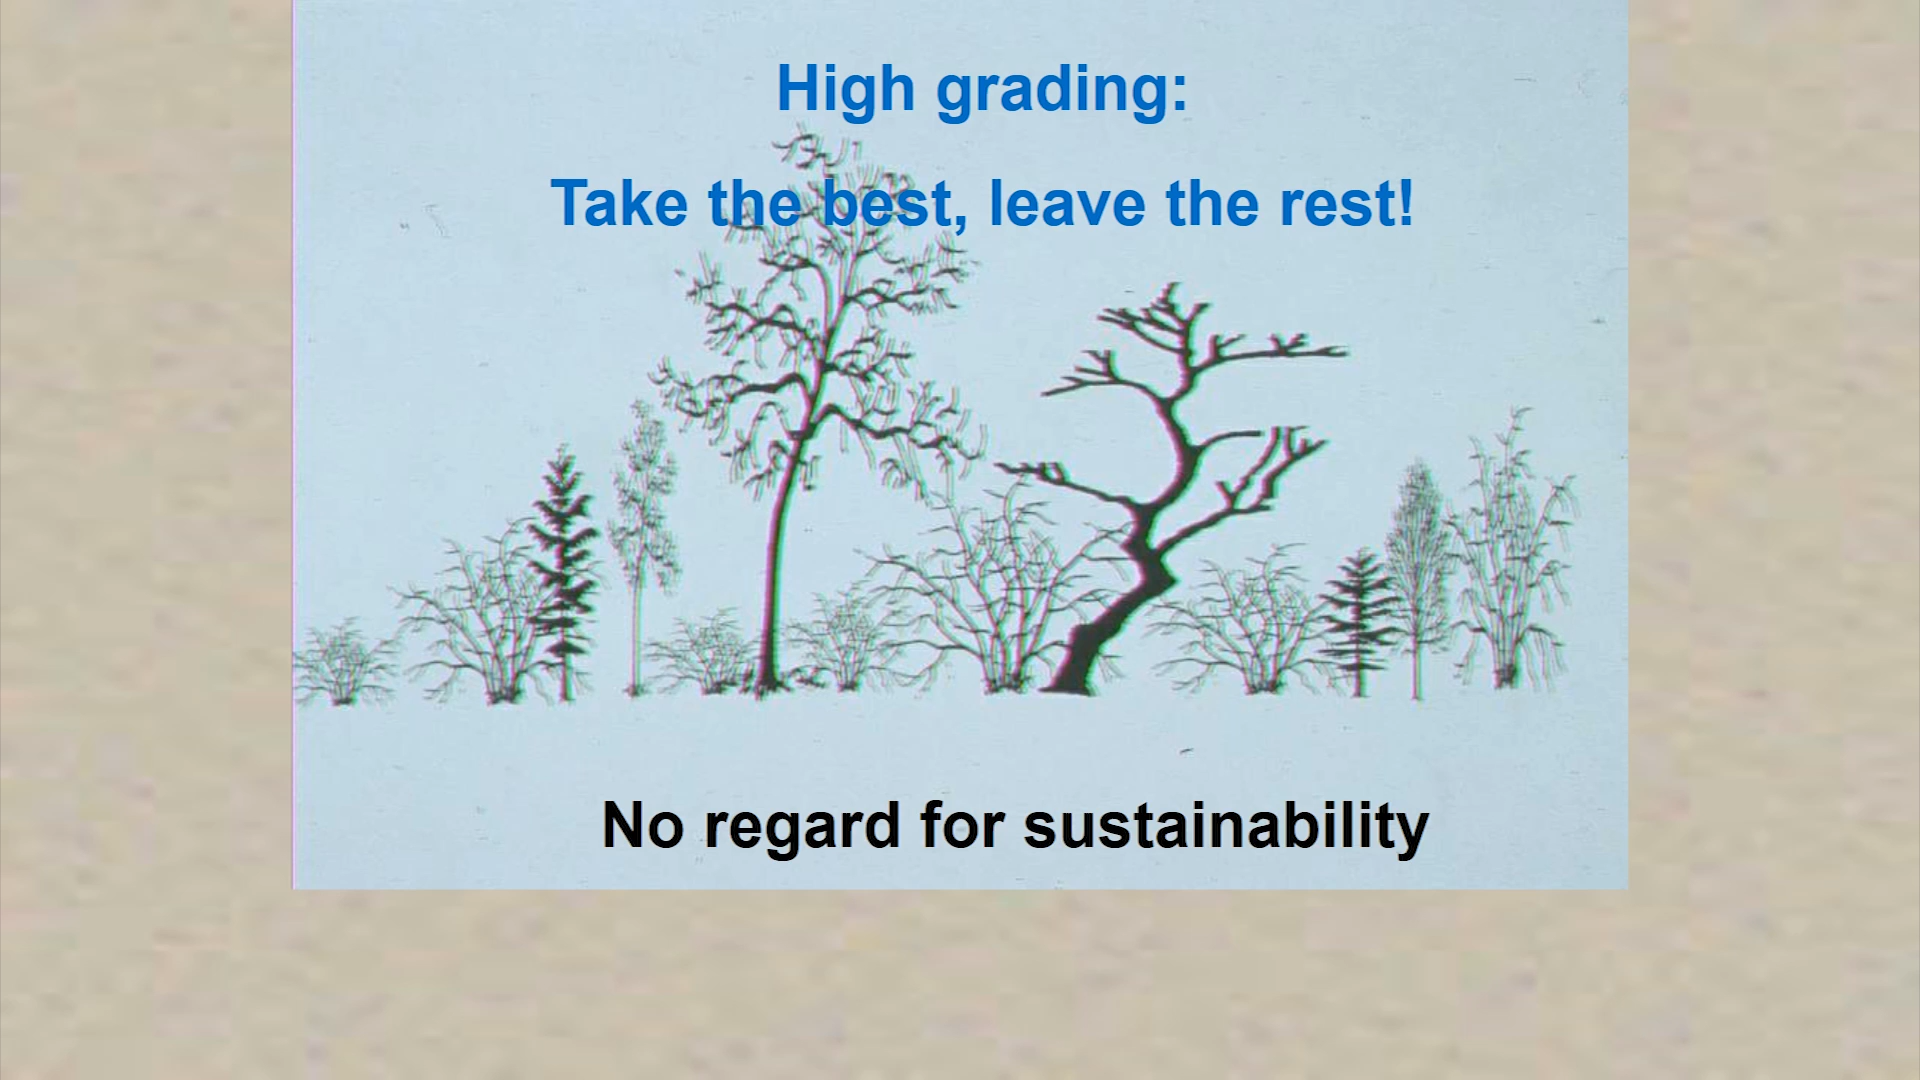 High grading:
Take the best, leave the rest!
No regard for sustainability